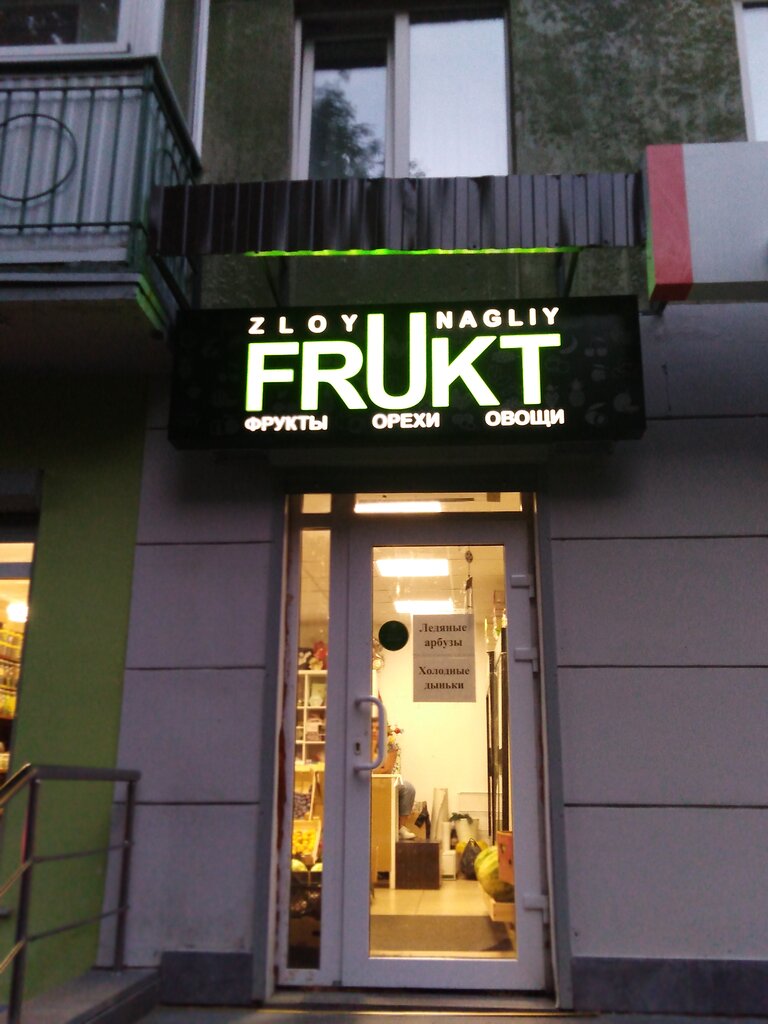 ZLOY NAGLIY
FRUKT
ФРУКТЫ ОРЕХИ ОВОЩИ
Ледяные
арбузы
Холодные
дыньки